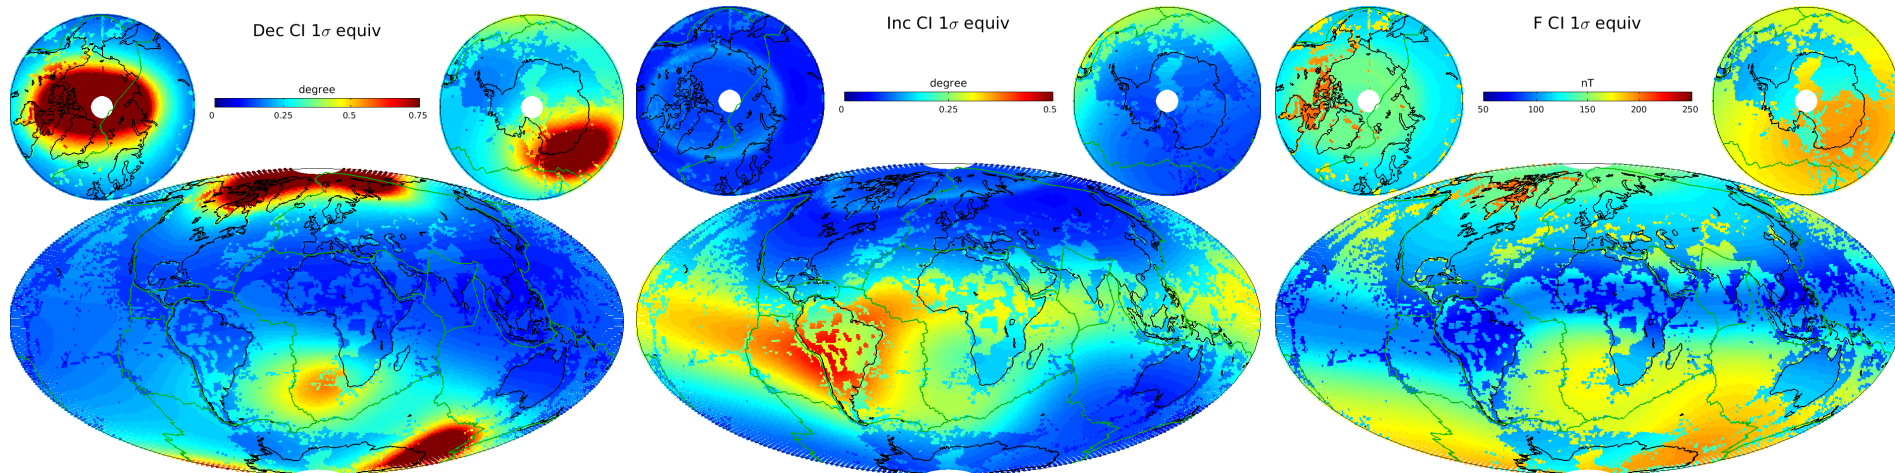 Dec CI 1σ equiv
degree
0 0.25 0.5 0.75
Inc CI 1σ equiv
degree
0 0.25 0.5
F CI 1σ equiv
nT
50 100 150 200 250